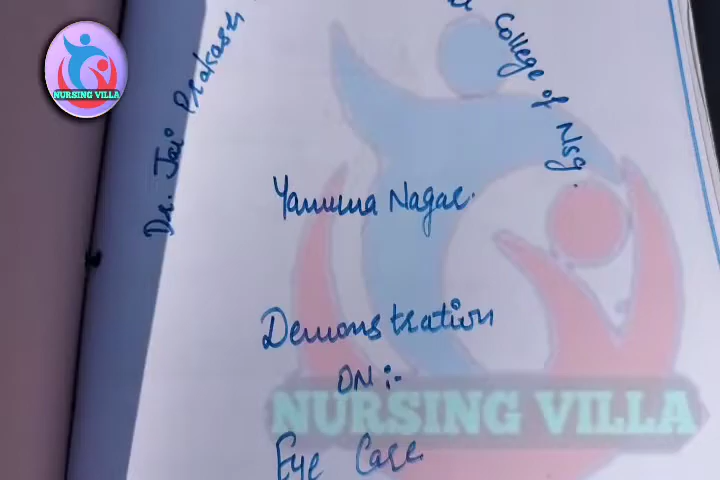 NURSING VILLA
Dr. Jai Prakash
College of Nsg.
Yamuna Nagar.
Demonstration
ON :-
NURSING VILLA
Eye Care